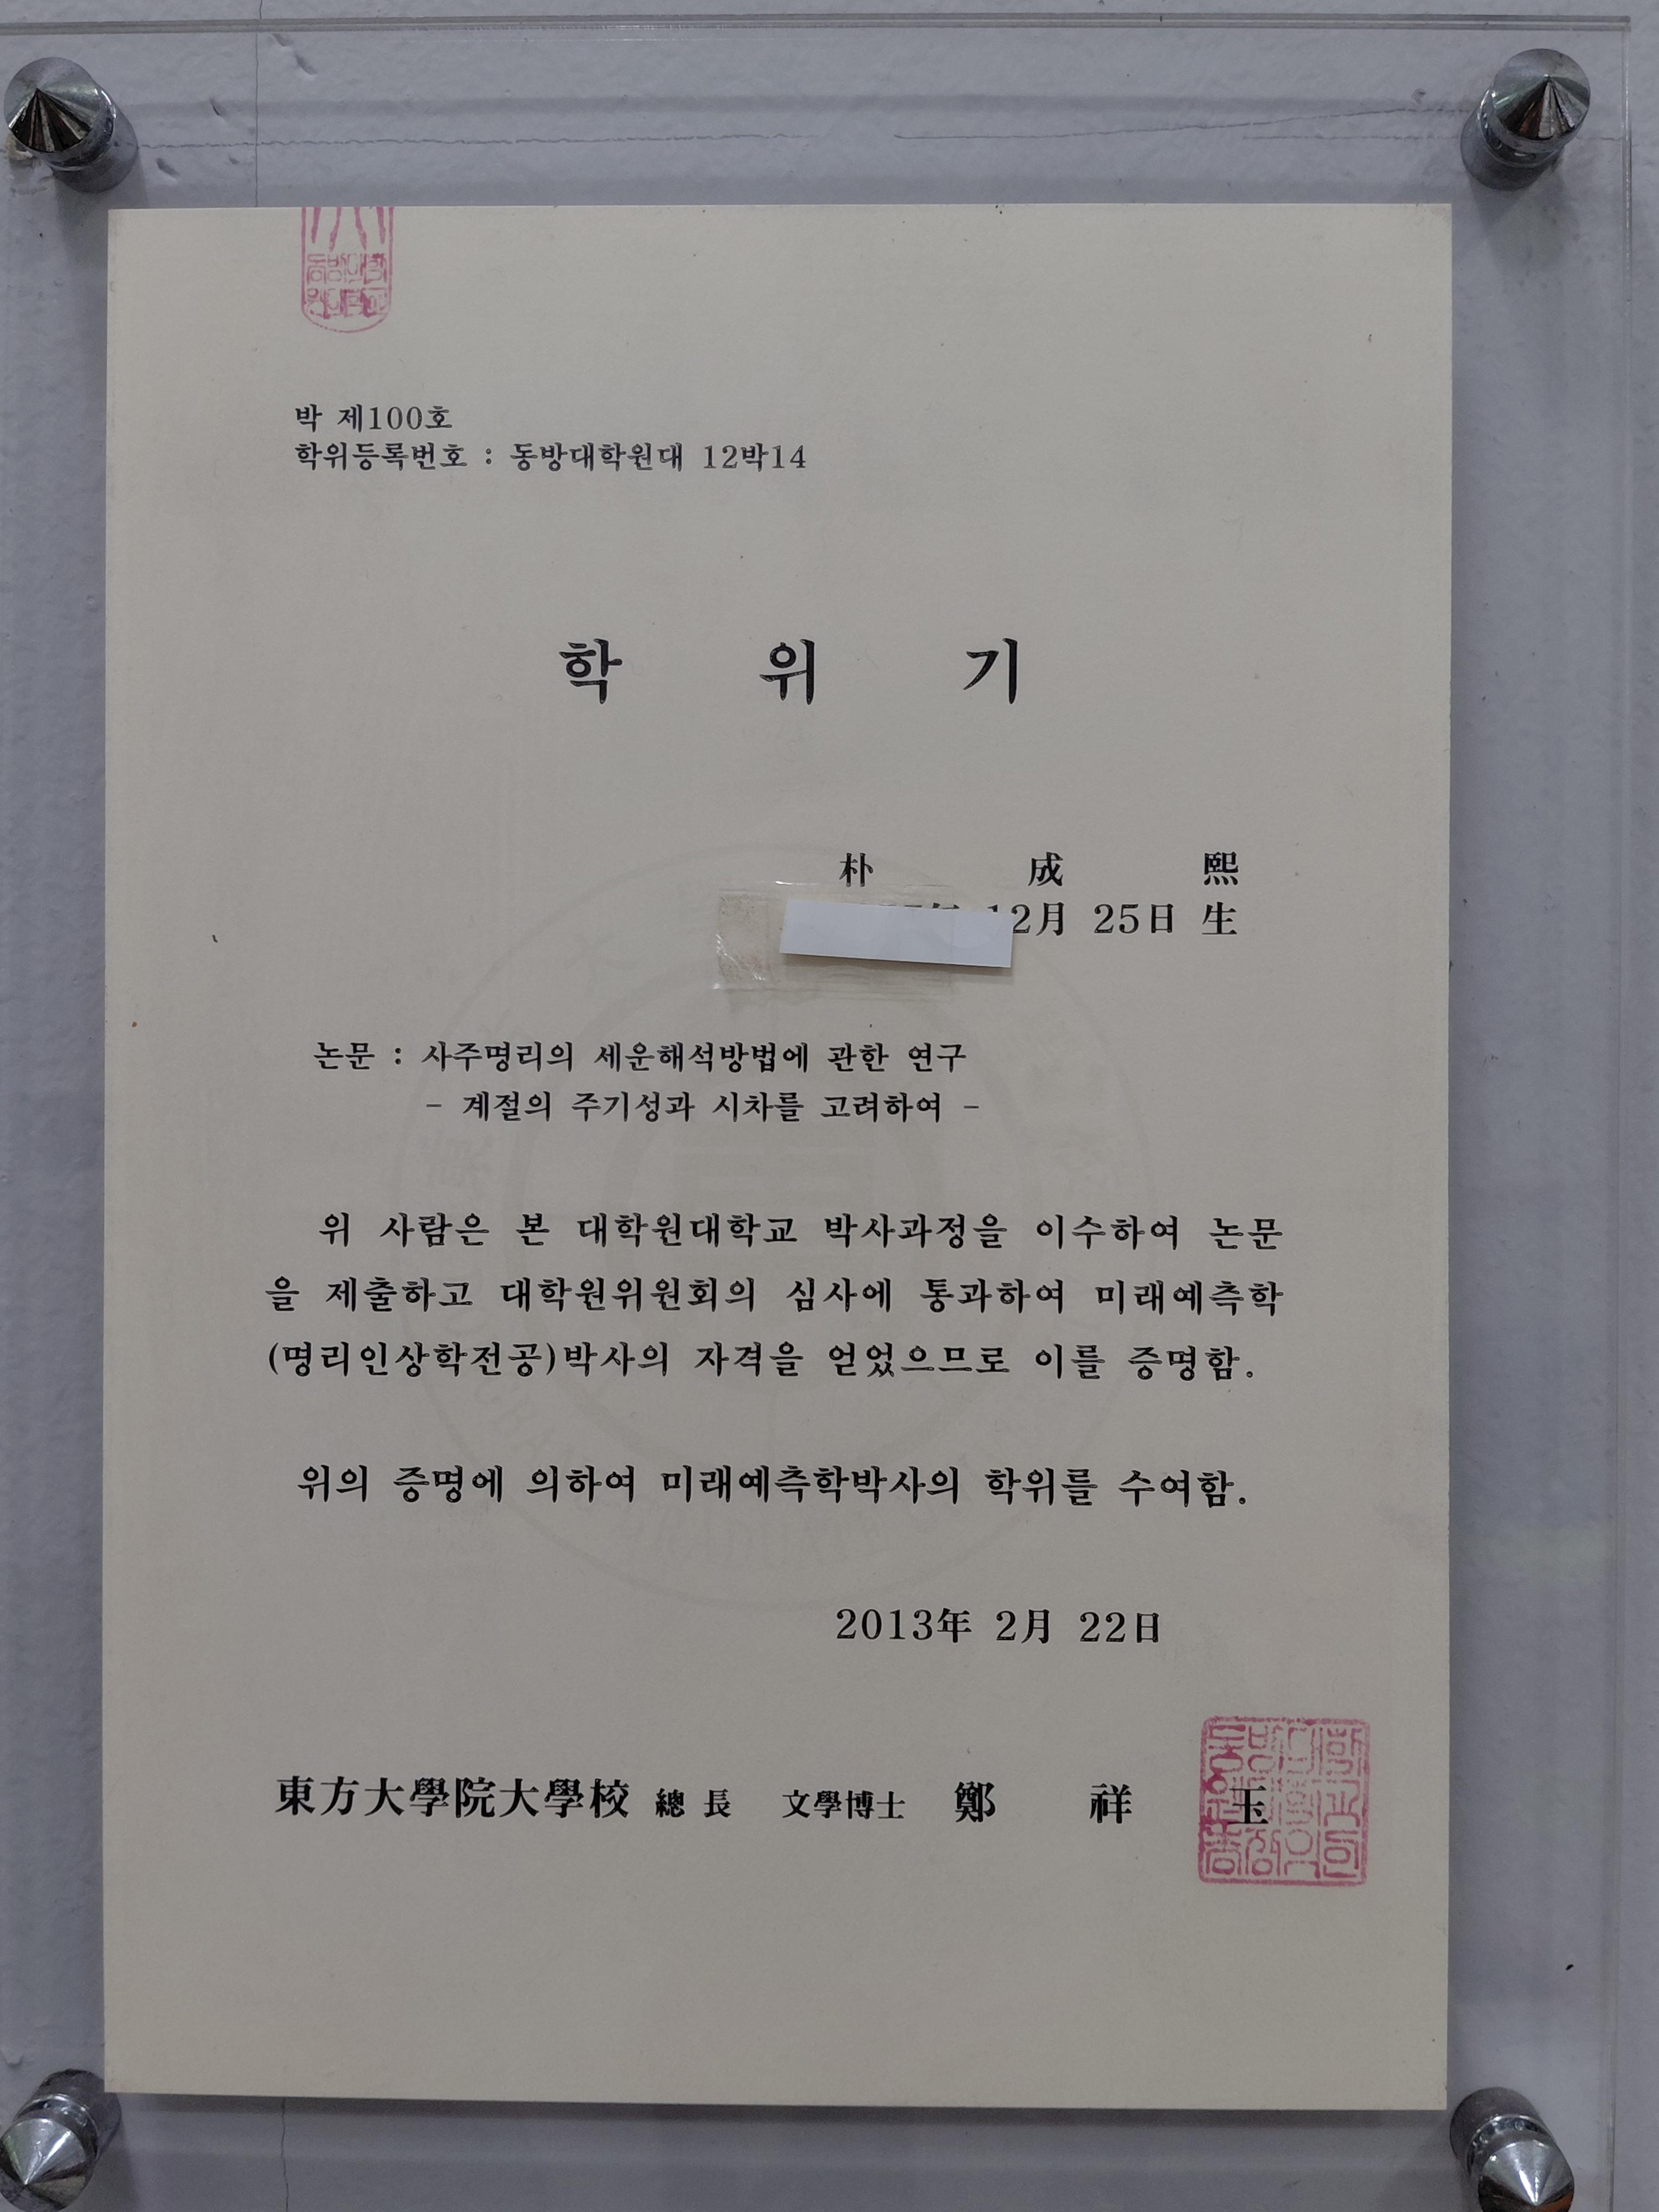 박 제100호
학위등록번호 : 동방대학원대 12박14
학 위 기
朴 成 熙
12月 25日 生
논문 : 사주명리의 세운해석방법에 관한 연구
- 계절의 주기성과 시차를 고려하여 -
위 사람은 본 대학원대학교 박사과정을 이수하여 논문
을 제출하고 대학원위원회의 심사에 통과하여 미래예측학
(명리인상학전공)박사의 자격을 얻었으므로 이를 증명함.
위의 증명에 의하여 미래예측학박사의 학위를 수여함.
2013年 2月 22日
東方大學院大學校 總 長 文學博士 鄭 祥 玉